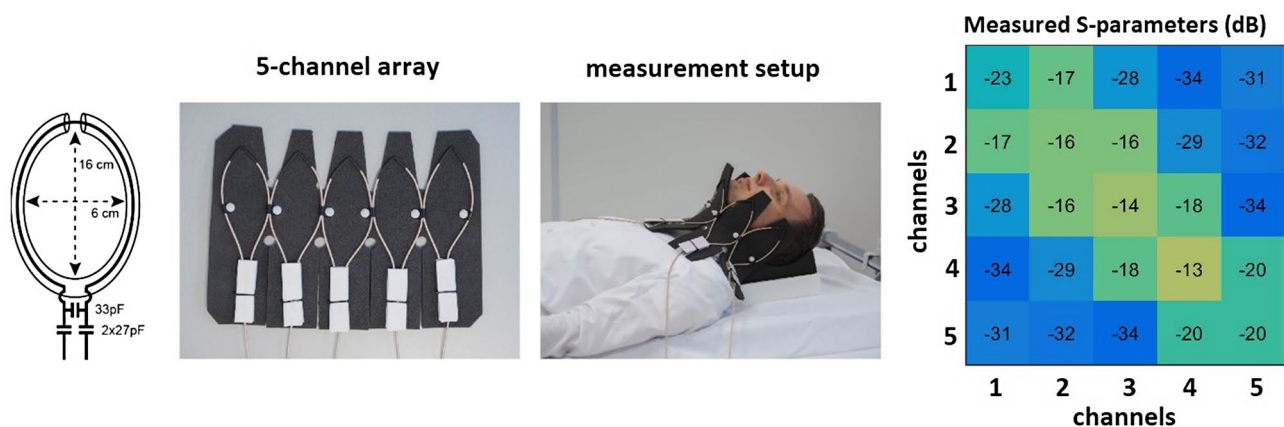 Measured S-parameters (dB)
5-channel array
measurement setup
16 cm
6 cm
33pF
2x27pF
channels
1 -23 -17 -28 -34 -31
2 -17 -16 -16 -29 -32
3 -28 -16 -14 -18 -34
4 -34 -29 -18 -13 -20
5 -31 -32 -34 -20 -20
1 2 3 4 5
channels